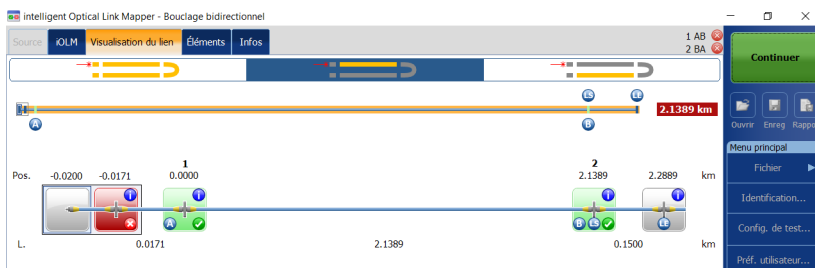 intelligent Optical Link Mapper - Bouclage bidirectionnel
Source iOLM Visualisation du lien Éléments Infos
1 AB
2 BA
Continuer
LS LE
2.1389 km
A B
Ouvrir Enreg Rappo
Menu principal
1 2
Pos. -0.0200 -0.0171 0.0000 2.1389 2.2889 km
Fichier
i i i i
Identification...
A B LS LE
Config. de test...
L. 0.0171 2.1389 0.1500 km
Préf. utilisateur...